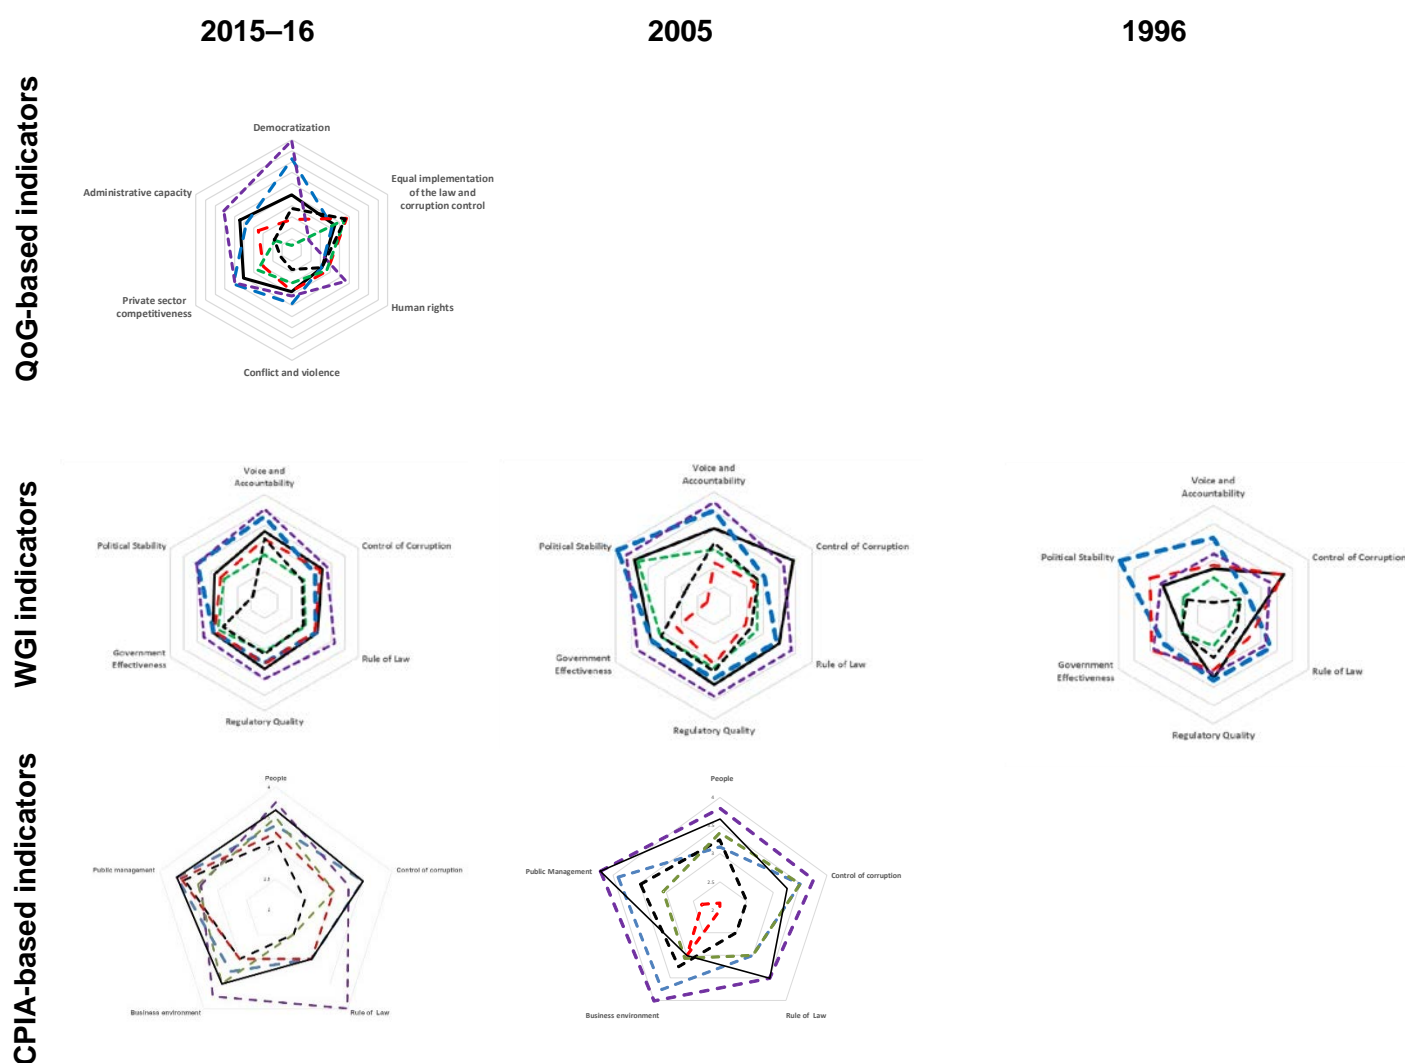 2015–16
2005
1996
QoG-based indicators
Democratization
Administrative capacity
Equal implementation
of the law and
corruption control
Private sector
competitiveness
Human rights
Conflict and violence
WGI indicators
Voice and
Accountability
Political Stability
Control of Corruption
Government
Effectiveness
Rule of Law
Regulatory Quality
Voice and
Accountability
Political Stability
Control of Corruption
Government
Effectiveness
Rule of Law
Regulatory Quality
Voice and
Accountability
Political Stability
Control of Corruption
Government
Effectiveness
Rule of Law
Regulatory Quality
CPIA-based indicators
People
Public management
Control of corruption
Business environment
Rule of Law
People
4
2.5
Public Management
Control of corruption
Business environment
Rule of Law